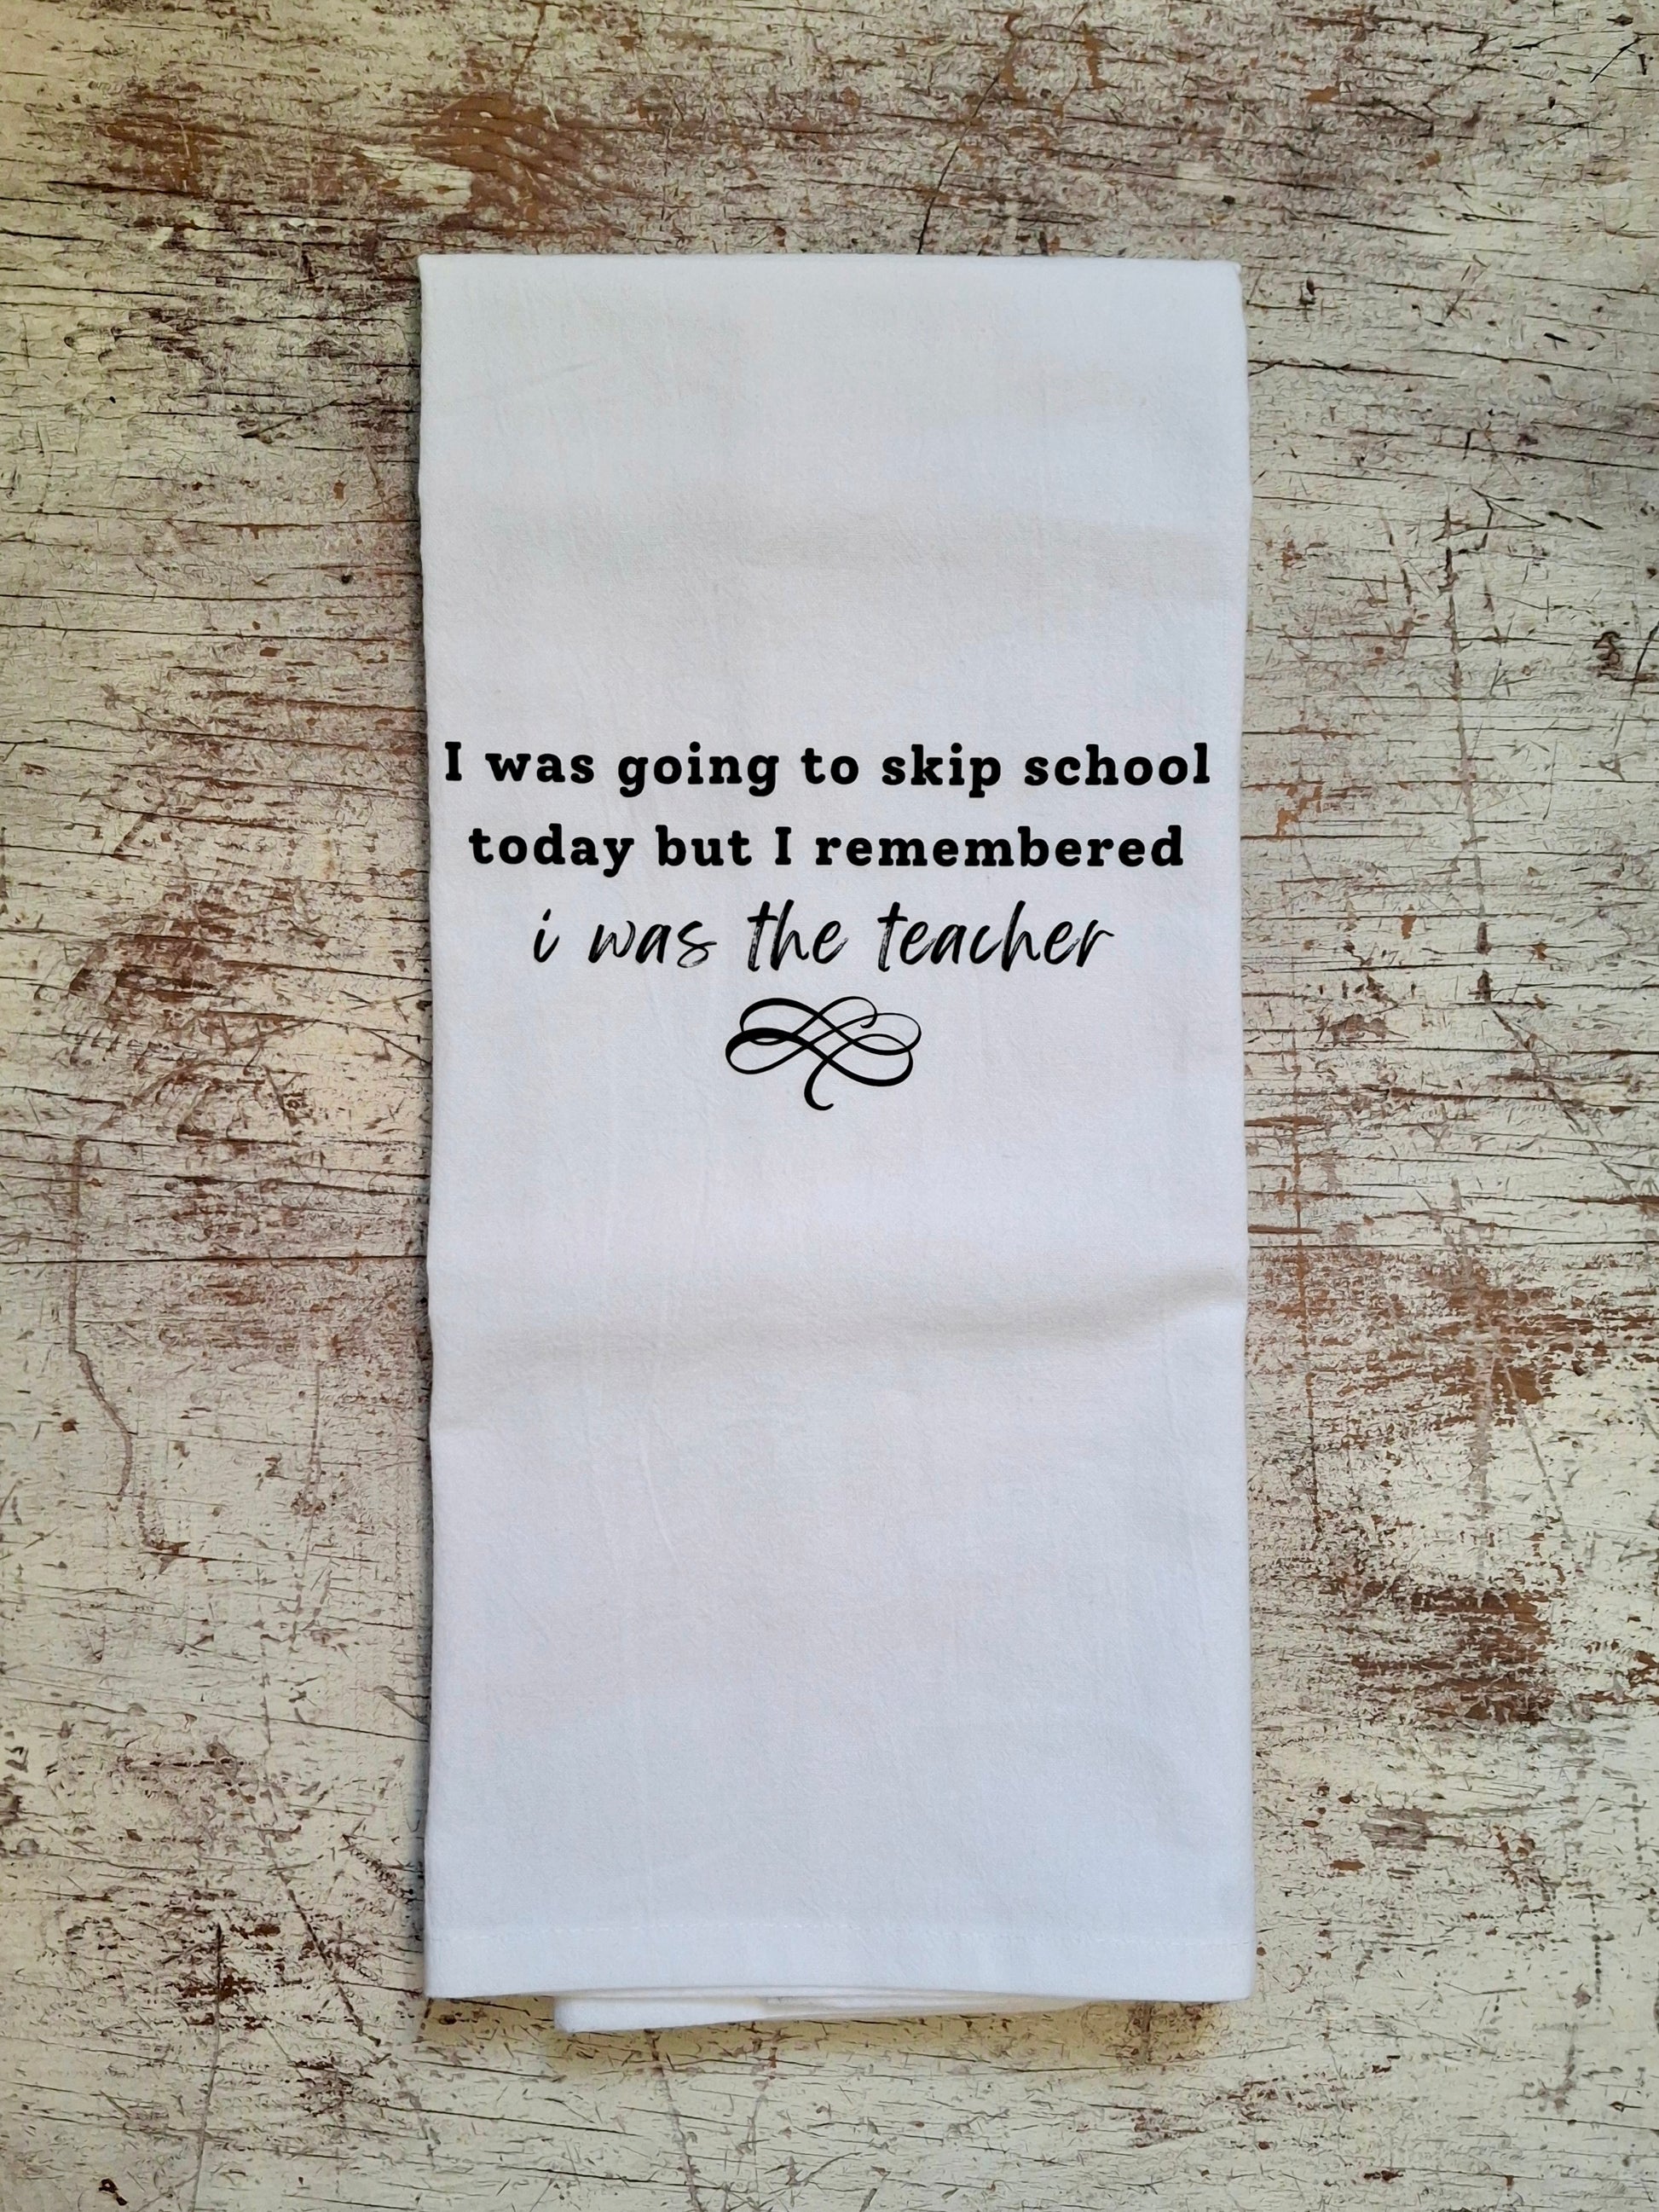 I was going to skip school
today but I remembered
i was the teacher